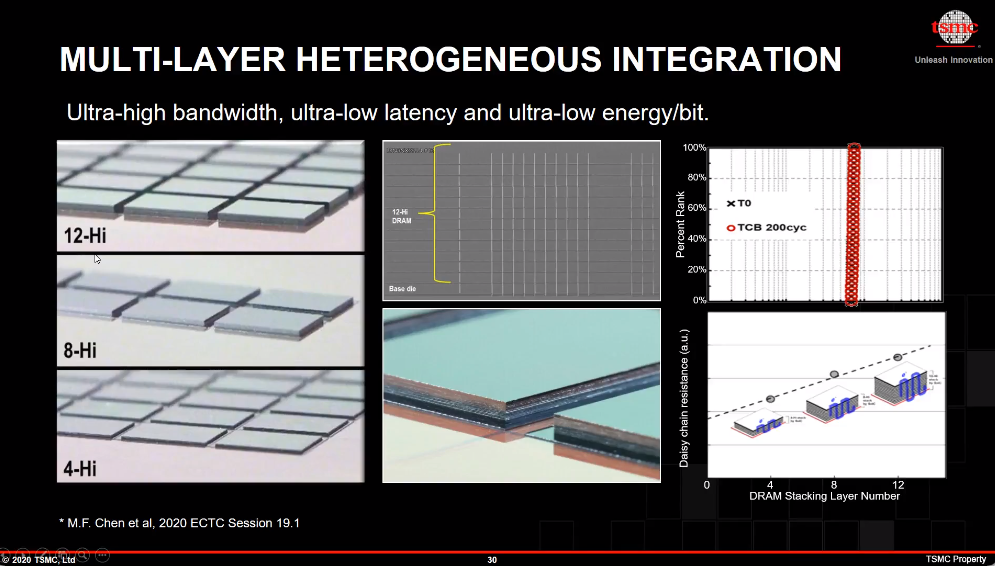 tsmc
Unleash Innovation
MULTI-LAYER HETEROGENEOUS INTEGRATION
Ultra-high bandwidth, ultra-low latency and ultra-low energy/bit.
12-Hi
8-Hi
4-Hi
12-Hi
DRAM
Base die
Percent Rank
100%
80%
60%
40%
20%
0%
T0
TCB 200cyc
Daisy chain resistance (a.u.)
0 4 8 12
DRAM Stacking Layer Number
* M.F. Chen et al, 2020 ECTC Session 19.1
© 2020 TSMC, Ltd
30
TSMC Property